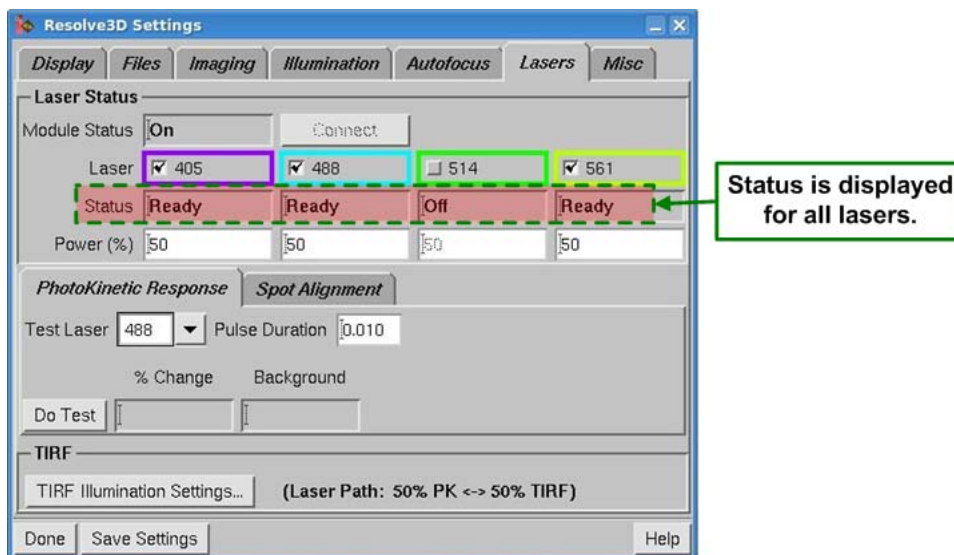 Resolve3D Settings
Display Files Imaging Illumination Autofocus Lasers Misc
Laser Status
Module Status On Connect
Laser 405 488 514 561
Status Ready Ready Off Ready
Power (%) 50 50 50 50
Status is displayed
for all lasers.
PhotoKinetic Response Spot Alignment
Test Laser 488 Pulse Duration 0.010
% Change Background
Do Test
TIRF
TIRF Illumination Settings... (Laser Path: 50% PK <-> 50% TIRF)
Done Save Settings Help